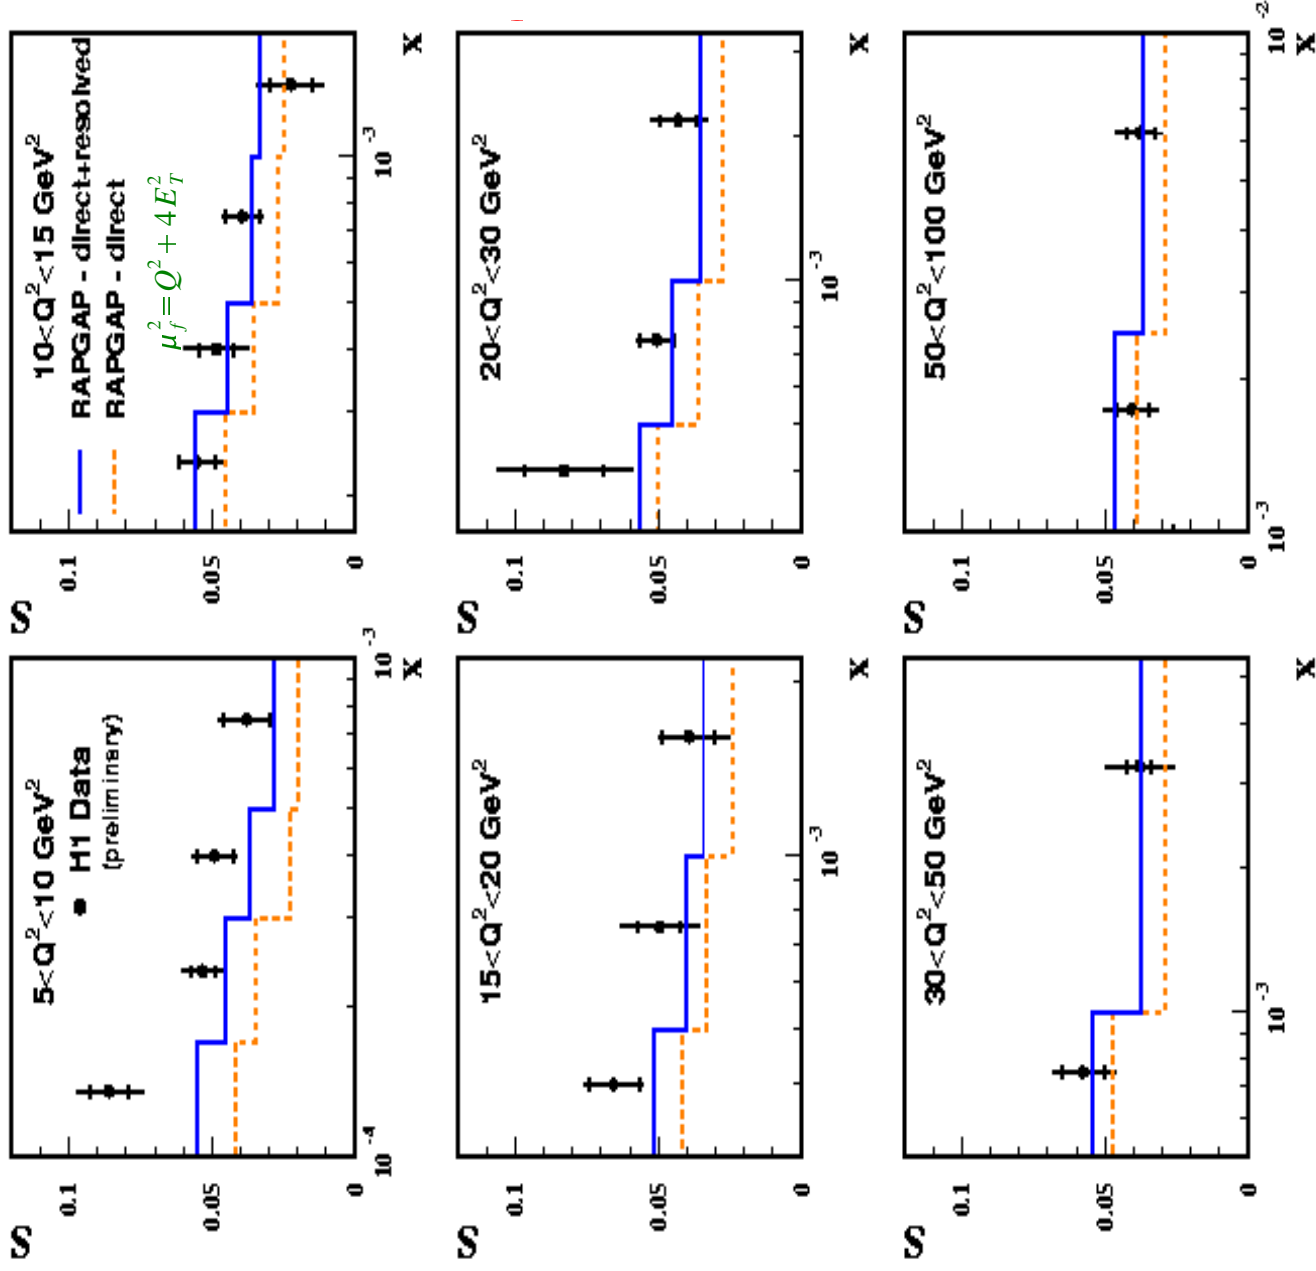 S
0.1
0.05
0
5<Q²<10 GeV²
● H1 Data
(preliminary)
10⁻⁴
10⁻³
x
S
0.1
0.05
0
10<Q²<15 GeV²
RAPGAP - direct+resolved
RAPGAP - direct
μ_f² = Q² + 4E_T²
10⁻³
x
S
0.1
0.05
0
15<Q²<20 GeV²
10⁻³
x
S
0.1
0.05
0
20<Q²<30 GeV²
10⁻³
x
S
0.1
0.05
0
30<Q²<50 GeV²
10⁻³
x
S
0.1
0.05
0
50<Q²<100 GeV²
10⁻³
10⁻²
x